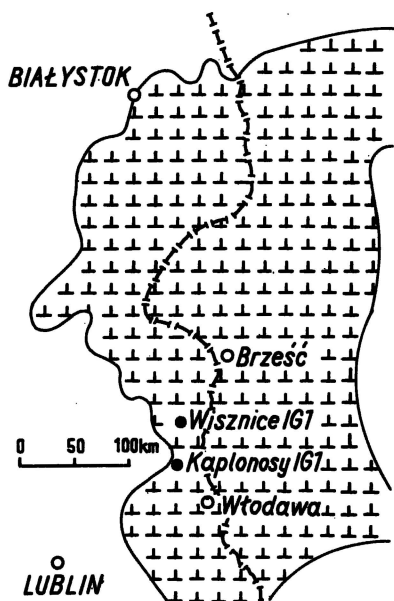 BIAŁYSTOK
Brześć
Wisznice IG1
0 50 100km
Kaplonosy IG1
Włodawa
LUBLIN